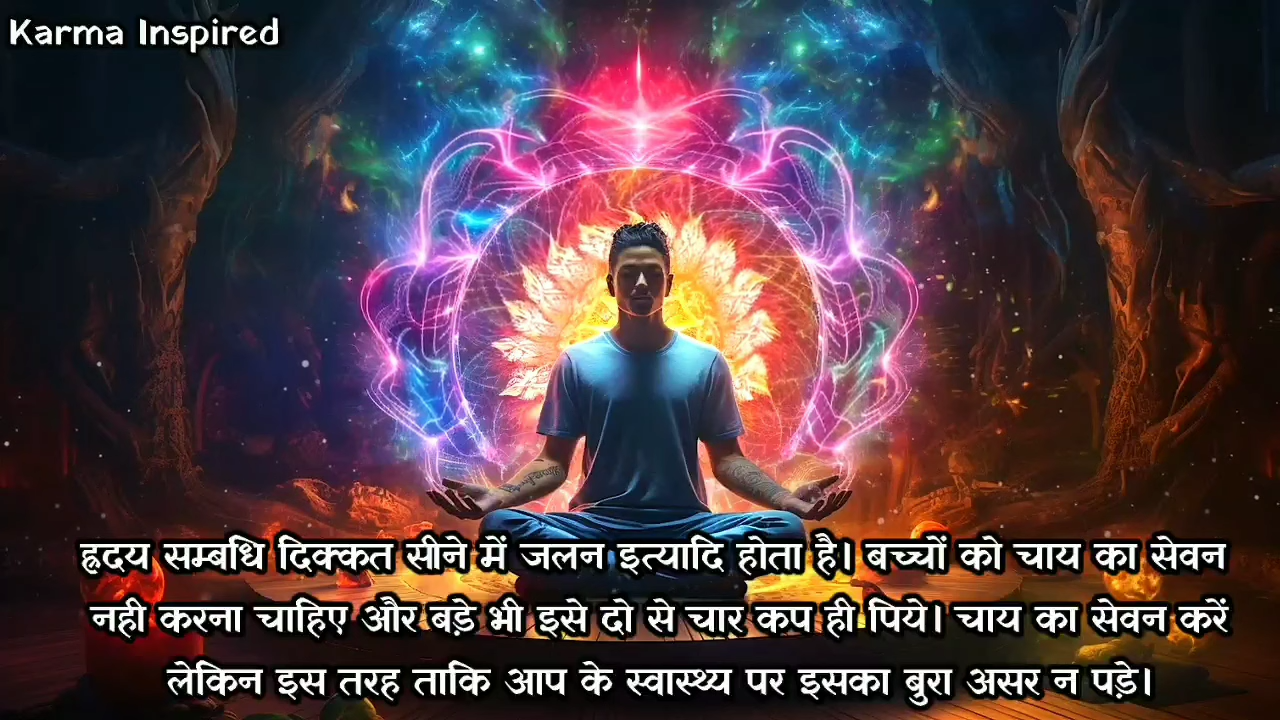 Karma Inspired
ह्रदय सम्बधि दिक्कत सीने में जलन इत्यादि होता है। बच्चों को चाय का सेवन
नही करना चाहिए और बड़े भी इसे दो से चार कप ही पिये। चाय का सेवन करें
लेकिन इस तरह ताकि आप के स्वास्थ्य पर इसका बुरा असर न पड़े।